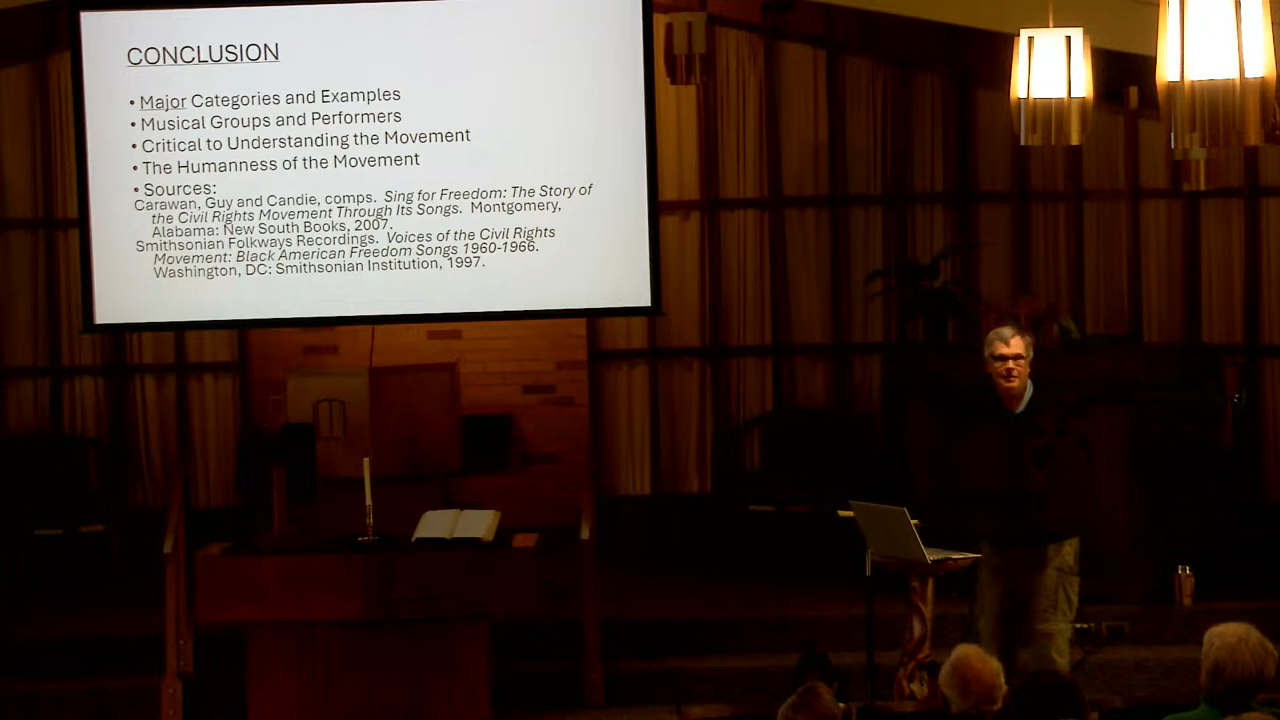 CONCLUSION
• Major Categories and Examples
• Musical Groups and Performers
• Critical to Understanding the Movement
• The Humanness of the Movement
• Sources:
Carawan, Guy and Candie, comps. Sing for Freedom: The Story of
the Civil Rights Movement Through Its Songs. Montgomery,
Alabama: New South Books, 2007.
Smithsonian Folkways Recordings. Voices of the Civil Rights
Movement: Black American Freedom Songs 1960-1966.
Washington, DC: Smithsonian Institution, 1997.